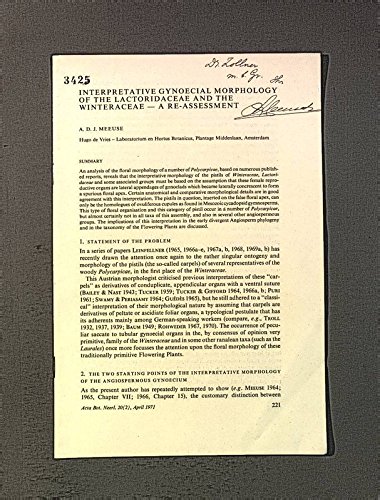 3425
Dr. Zollner
m. b. Gr.
INTERPRETATIVE GYNOECIAL MORPHOLOGY
OF THE LACTORIDACEAE AND THE
WINTERACEAE — A RE-ASSESSMENT
A. D. J. MEEUSE
Hugo de Vries – Laboratorium en Hortus Botanicus, Plantage Middenlaan, Amsterdam
SUMMARY
An analysis of the floral morphology of a number of Polycarpicae, based on numerous publish-
ed reports, reveals that the interpretative morphology of the pistils of Winteraceae, Lactori-
daceae and some associated groups must be based on the assumption that these female repro-
ductive organs are lateral appendages of gonoclads which became laterally concrescent to form
a spurious floral apex. Certain anatomical and comparative morphological details are in good
agreement with this interpretation. The pistils in question, inserted on the false floral apex, can
only be the homologues of ovuliferous cupules as found in Mesozoic cycadophytic gymnosperms.
This type of floral organisation and this category of pistil occur in several other Polycarpicae,
but almost certainly not in all taxa of this assembly, and also in several other angiospermous
groups. The implications of this interpretation in the early divergent Angiosperm phylogeny
and in the taxonomy of the Flowering Plants are discussed.
1. STATEMENT OF THE PROBLEM
In a series of papers LEINFELLNER (1965, 1966a-e, 1967a, b, 1968, 1969a, b) has
recently drawn the attention once again to the rather singular ontogeny and
morphology of the pistils (the so-called carpels) of several representatives of the
woody Polycarpicae, in the first place of the Winteraceae.
This Austrian morphologist criticised previous interpretations of these "car-
pels" as derivatives of conduplicate, appendicular organs with a ventral suture
(BAILEY & NAST 1943; TUCKER 1959; TUCKER & GIFFORD 1964, 1966a, b; PURI
1961; SWAMY & PERIASAMY 1964; GUÉDÈS 1965), but he still adhered to a "classi-
cal" interpretation of their morphological nature by assuming that carpels are
derivatives of peltate or ascidiate foliar organs, a typological postulate that has
its adherents mainly among German-speaking workers (compare, e.g., TROLL
1932, 1937, 1939; BAUM 1949; ROHWEDER 1967, 1970). The occurrence of pecu-
liar saccate to tubular gynoecial organs in the, by consensus of opinion very
primitive, family of the Winteraceae and in some other ranalean taxa (such as the
Laurales) once more focusses the attention upon the floral morphology of these
traditionally primitive Flowering Plants.
2. THE TWO STARTING POINTS OF THE INTERPRETATIVE MORPHOLOGY
OF THE ANGIOSPERMOUS GYNOECIUM
As the present author has repeatedly attempted to show (e.g. MEEUSE 1964;
1965, Chapter VII; 1966, Chapter 15), the customary distinction between
Acta Bot. Neerl. 20(2), April 1971
221